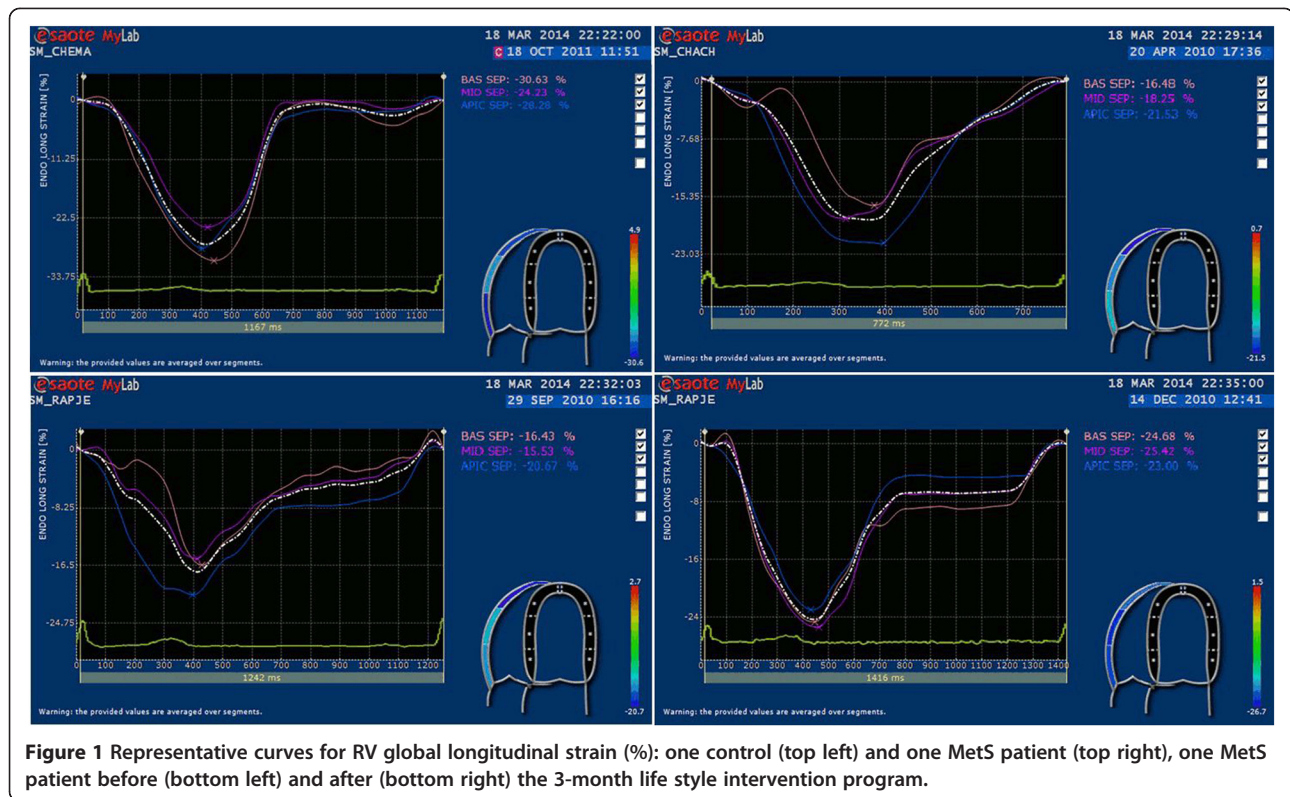 esaote MyLab
18 MAR 2014 22:22:00
SM_CHEMA
C 18 OCT 2011 11:51
BAS SEP: -30.63 %
MID SEP: -24.23 %
APIC SEP: -28.28 %
ENDO LONG STRAIN [%]
0
-11.25
-22.5
-33.75
0 100 200 300 400 500 600 700 800 900 1000 1100
1167 ms
4.9
-30.6
Warning: the provided values are averaged over segments.
esaote MyLab
18 MAR 2014 22:29:14
SM_CHACH
20 APR 2010 17:36
BAS SEP: -16.48 %
MID SEP: -18.25 %
APIC SEP: -21.53 %
ENDO LONG STRAIN [%]
0
-7.68
-15.35
-23.03
0 100 200 300 400 500 600 700
772 ms
0.7
-21.5
Warning: the provided values are averaged over segments.
esaote MyLab
18 MAR 2014 22:32:03
SM_RAPJE
29 SEP 2010 16:16
BAS SEP: -16.43 %
MID SEP: -15.53 %
APIC SEP: -20.67 %
ENDO LONG STRAIN [%]
0
-8.25
-16.5
-24.75
0 100 200 300 400 500 600 700 800 900 1000 1100 1200
1242 ms
2.7
-20.7
Warning: the provided values are averaged over segments.
esaote MyLab
18 MAR 2014 22:35:00
SM_RAPJE
14 DEC 2010 12:41
BAS SEP: -24.68 %
MID SEP: -25.42 %
APIC SEP: -23.00 %
ENDO LONG STRAIN [%]
0
-8
-16
-24
0 100 200 300 400 500 600 700 800 900 1000 1100 1200 1300 1400
1416 ms
1.5
-26.7
Warning: the provided values are averaged over segments.
Figure 1 Representative curves for RV global longitudinal strain (%): one control (top left) and one MetS patient (top right), one MetS
patient before (bottom left) and after (bottom right) the 3-month life style intervention program.